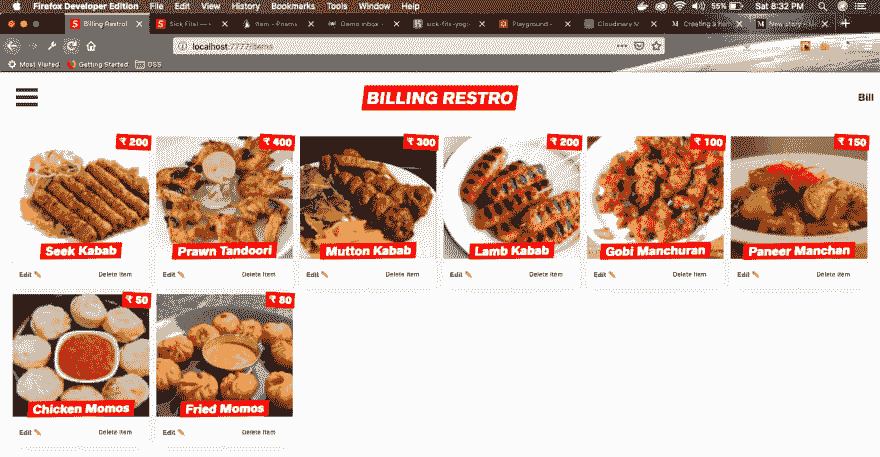 Firefox Developer Edition File Edit View History Bookmarks Tools Window Help 55% Sat 8:32 PM
Billing Restro Sick Fits! — Item - Prisma Demo inbox - sick-fits-yog Playground - Cloudinary M Creating a New story -
localhost:7777/items
Most Visited Getting Started OSS
BILLING RESTRO
Bill
₹ 200 ₹ 400 ₹ 300 ₹ 200 ₹ 100 ₹ 150
Seek Kabab Prawn Tandoori Mutton Kabab Lamb Kabab Gobi Manchuran Paneer Manchan
Edit Delete Item Edit Delete Item Edit Delete Item Edit Delete Item Edit Delete Item Edit Delete Item
₹ 50 ₹ 80
Chicken Momos Fried Momos
Edit Delete Item Edit Delete Item